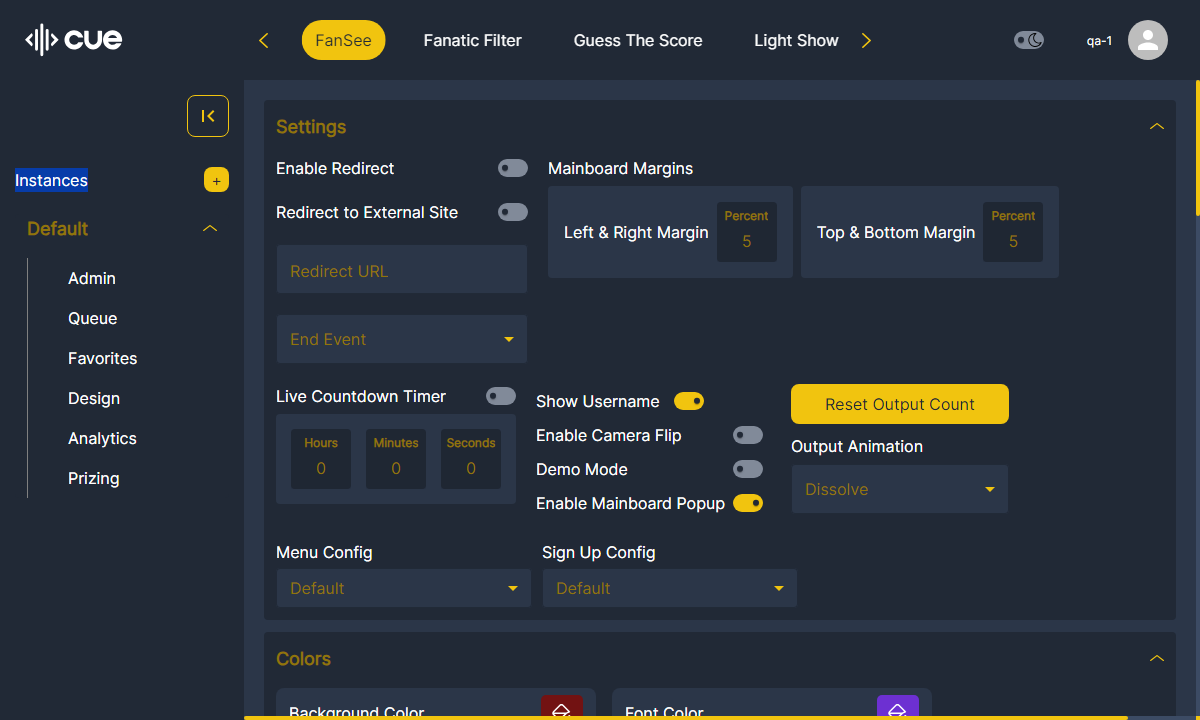 CUE
FanSee
Fanatic Filter
Guess The Score
Light Show
qa-1
Instances
+
Default
Admin
Queue
Favorites
Design
Analytics
Prizing
Settings
Enable Redirect
Redirect to External Site
Redirect URL
End Event
Mainboard Margins
Left & Right Margin
Percent
5
Top & Bottom Margin
Percent
5
Live Countdown Timer
Hours
0
Minutes
0
Seconds
0
Show Username
Enable Camera Flip
Demo Mode
Enable Mainboard Popup
Reset Output Count
Output Animation
Dissolve
Menu Config
Default
Sign Up Config
Default
Colors
Background Color
Font Color